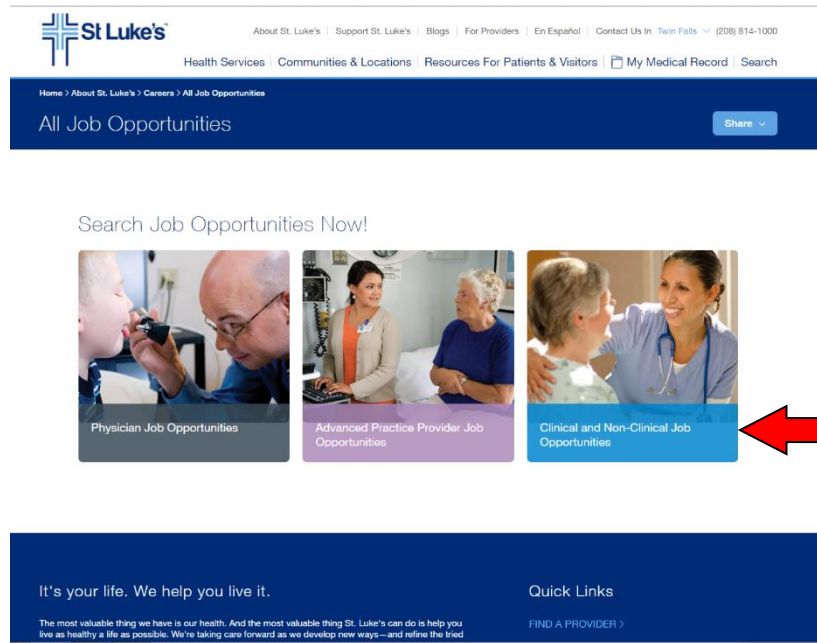 St Luke's
About St. Luke's | Support St. Luke's | Blogs | For Providers | En Español | Contact Us In Twin Falls (208) 814-1000
Health Services | Communities & Locations | Resources For Patients & Visitors | My Medical Record | Search
Home > About St. Luke's > Careers > All Job Opportunities
All Job Opportunities
Share
Search Job Opportunities Now!
Physician Job Opportunities
Advanced Practice Provider Job
Opportunities
Clinical and Non-Clinical Job
Opportunities
It's your life. We help you live it.
The most valuable thing we have is our health. And the most valuable thing St. Luke's can do is help you
live as healthy a life as possible. We're taking care forward as we develop new ways—and refine the tried
Quick Links
FIND A PROVIDER >